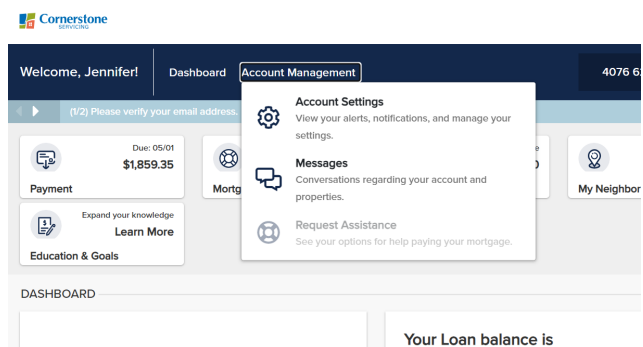 Cornerstone
SERVICING
Welcome, Jennifer!
Dashboard
Account Management
4076 6
(1/2) Please verify your email address.
Account Settings
View your alerts, notifications, and manage your
settings.
Messages
Conversations regarding your account and
properties.
Request Assistance
See your options for help paying your mortgage.
Due: 05/01
$1,859.35
Payment
Mortg
My Neighbor
Expand your knowledge
Learn More
Education & Goals
DASHBOARD
Your Loan balance is